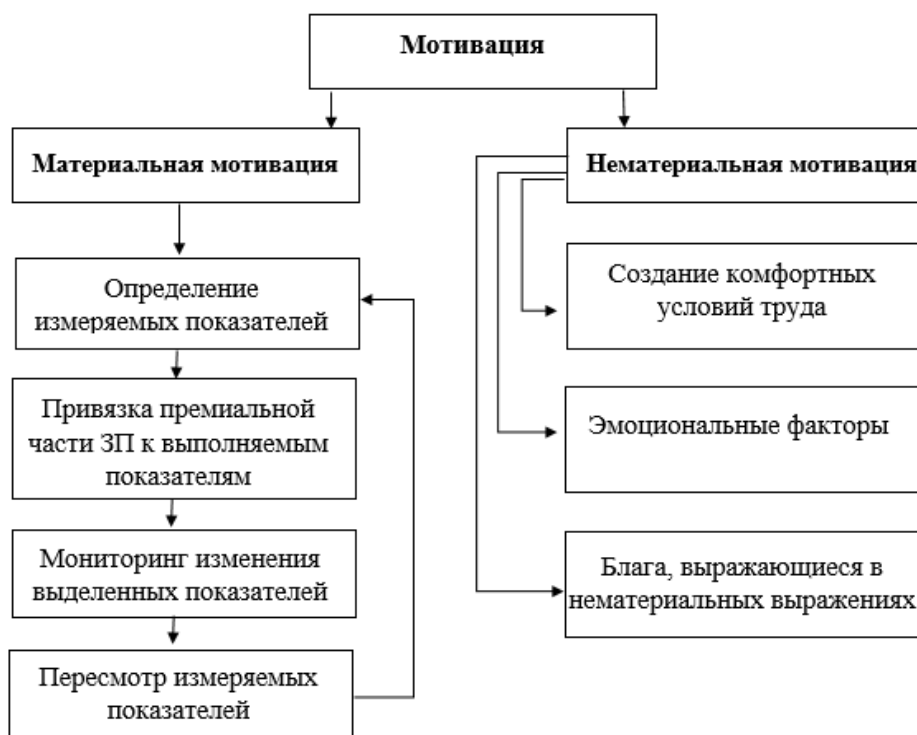 Мотивация
Материальная мотивация
Нематериальная мотивация
Определение
измеряемых показателей
Привязка премиальной
части ЗП к выполняемым
показателям
Мониторинг изменения
выделенных показателей
Пересмотр измеряемых
показателей
Создание комфортных
условий труда
Эмоциональные факторы
Блага, выражающиеся в
нематериальных выражениях